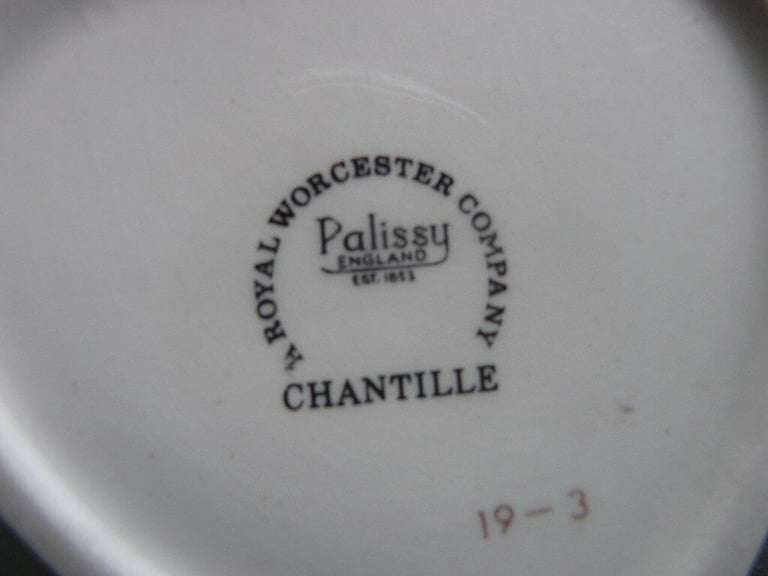 A ROYAL WORCESTER COMPANY
Palissy
ENGLAND
EST. 1853
CHANTILLE
19-3